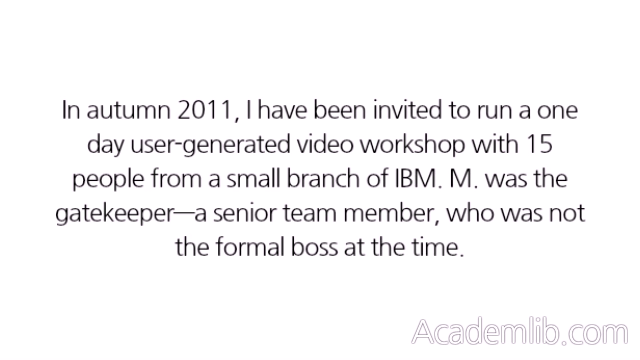 In autumn 2011, I have been invited to run a one
day user-generated video workshop with 15
people from a small branch of IBM. M. was the
gatekeeper—a senior team member, who was not
the formal boss at the time.
Academlib.com